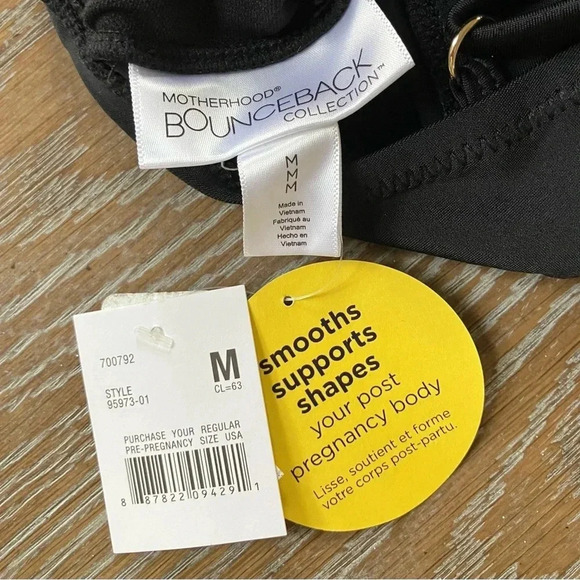 MOTHERHOOD®
BOUNCEBACK
COLLECTION™
M
M
M
Made in
Vietnam
Fabriqué au
Vietnam
Hecho en
Vietnam
smooths
supports
shapes
your post
pregnancy body
Lisse, soutient et forme
votre corps post-partu.
700792
M
CL=63
STYLE
95973-01
PURCHASE YOUR REGULAR
PRE-PREGNANCY SIZE USA
8 87822 09429 1